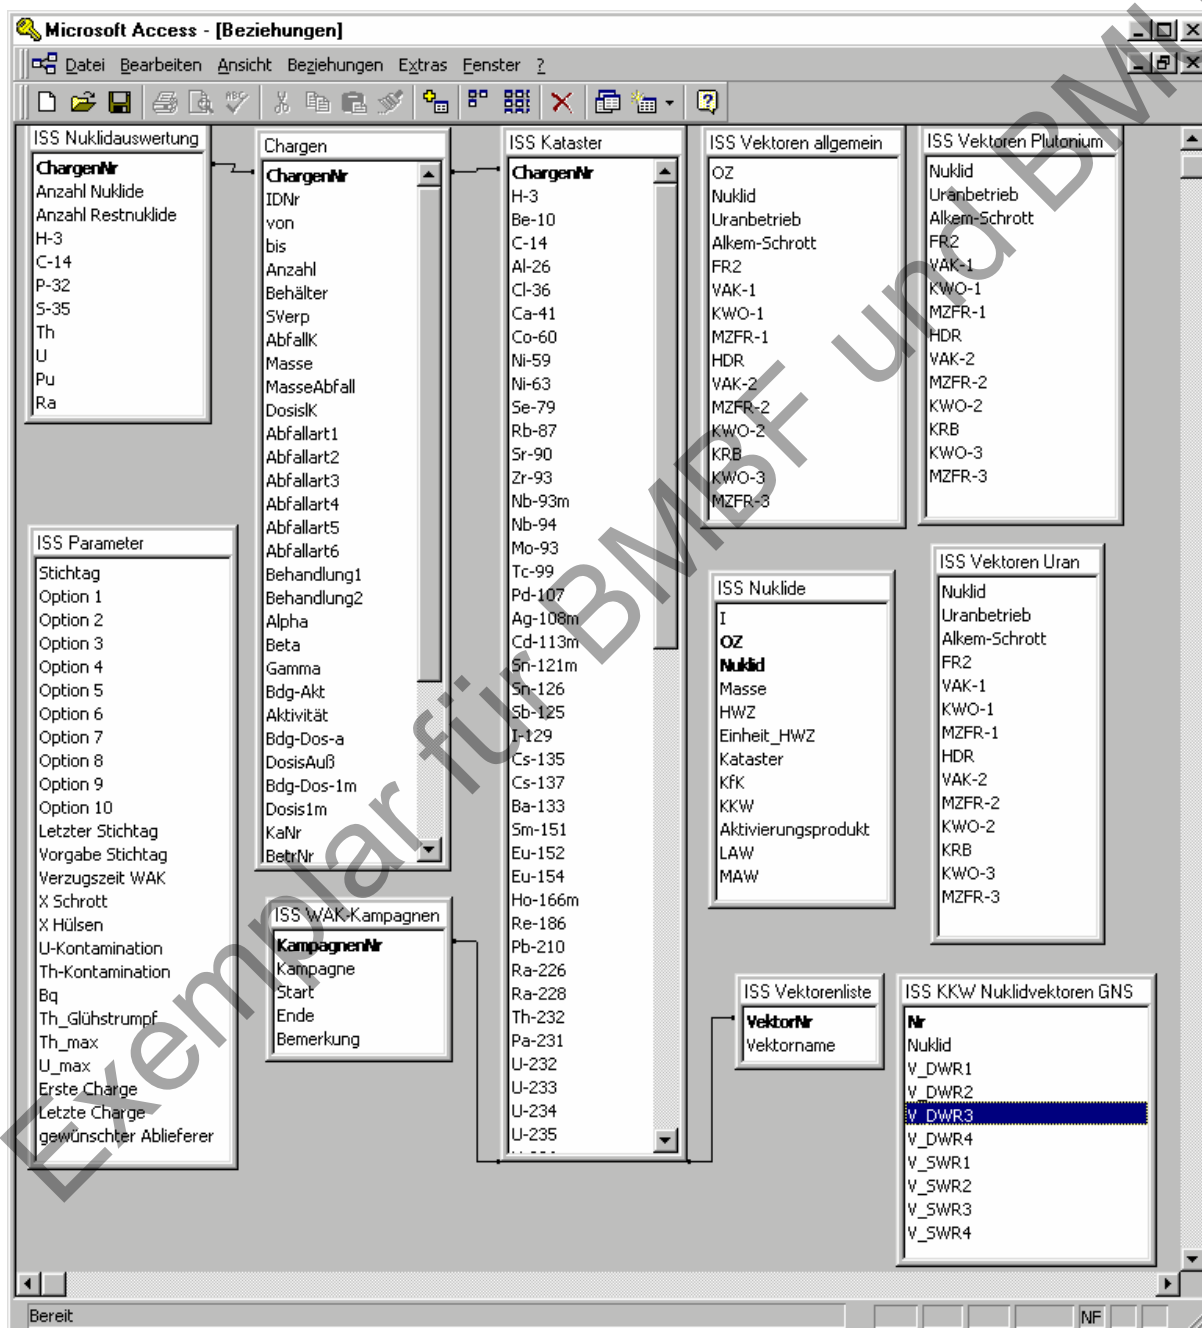 Microsoft Access - [Beziehungen]
Datei Bearbeiten Ansicht Beziehungen Extras Fenster ?
ISS Nuklidauswertung
ChargenNr
Anzahl Nuklide
Anzahl Restnuklide
H-3
C-14
P-32
S-35
Th
U
Pu
Ra
Chargen
ChargenNr
IDNr
von
bis
Anzahl
Behälter
SVerp
AbfallK
Masse
MasseAbfall
DosislK
Abfallart1
Abfallart2
Abfallart3
Abfallart4
Abfallart5
Abfallart6
Behandlung1
Behandlung2
Alpha
Beta
Gamma
Bdg-Akt
Aktivität
Bdg-Dos-a
DosisAuß
Bdg-Dos-1m
Dosis1m
KaNr
BetrNr
ISS Kataster
ChargenNr
H-3
Be-10
C-14
Al-26
Cl-36
Ca-41
Co-60
Ni-59
Ni-63
Se-79
Rb-87
Sr-90
Zr-93
Nb-93m
Nb-94
Mo-93
Tc-99
Pd-107
Ag-108m
Cd-113m
Sn-121m
Sn-126
Sb-125
I-129
Cs-135
Cs-137
Ba-133
Sm-151
Eu-152
Eu-154
Ho-166m
Re-186
Pb-210
Ra-226
Ra-228
Th-232
Pa-231
U-232
U-233
U-234
U-235
ISS Vektoren allgemein
OZ
Nuklid
Uranbetrieb
Alkem-Schrott
FR2
VAK-1
KWO-1
MZFR-1
HDR
VAK-2
MZFR-2
KWO-2
KRB
KWO-3
MZFR-3
ISS Vektoren Plutonium
Nuklid
Uranbetrieb
Alkem-Schrott
FR2
VAK-1
KWO-1
MZFR-1
HDR
VAK-2
MZFR-2
KWO-2
KRB
KWO-3
MZFR-3
ISS Parameter
Stichtag
Option 1
Option 2
Option 3
Option 4
Option 5
Option 6
Option 7
Option 8
Option 9
Option 10
Letzter Stichtag
Vorgabe Stichtag
Verzugszeit WAK
X Schrott
X Hülsen
U-Kontamination
Th-Kontamination
Bq
Th_Glühstrumpf
Th_max
U_max
Erste Charge
Letzte Charge
gewünschter Ablieferer
ISS Nuklide
I
OZ
Nuklid
Masse
HWZ
Einheit_HWZ
Kataster
KfK
KKW
Aktivierungsprodukt
LAW
MAW
ISS Vektoren Uran
Nuklid
Uranbetrieb
Alkem-Schrott
FR2
VAK-1
KWO-1
MZFR-1
HDR
VAK-2
MZFR-2
KWO-2
KRB
KWO-3
MZFR-3
ISS WAK-Kampagnen
KampagnenNr
Kampagne
Start
Ende
Bemerkung
ISS Vektorenliste
VektorNr
Vektorname
ISS KKW Nuklidvektoren GNS
Nr
Nuklid
V_DWR1
V_DWR2
V_DWR3
V_DWR4
V_SWR1
V_SWR2
V_SWR3
V_SWR4
Bereit
NF
Exemplar für BMBF und